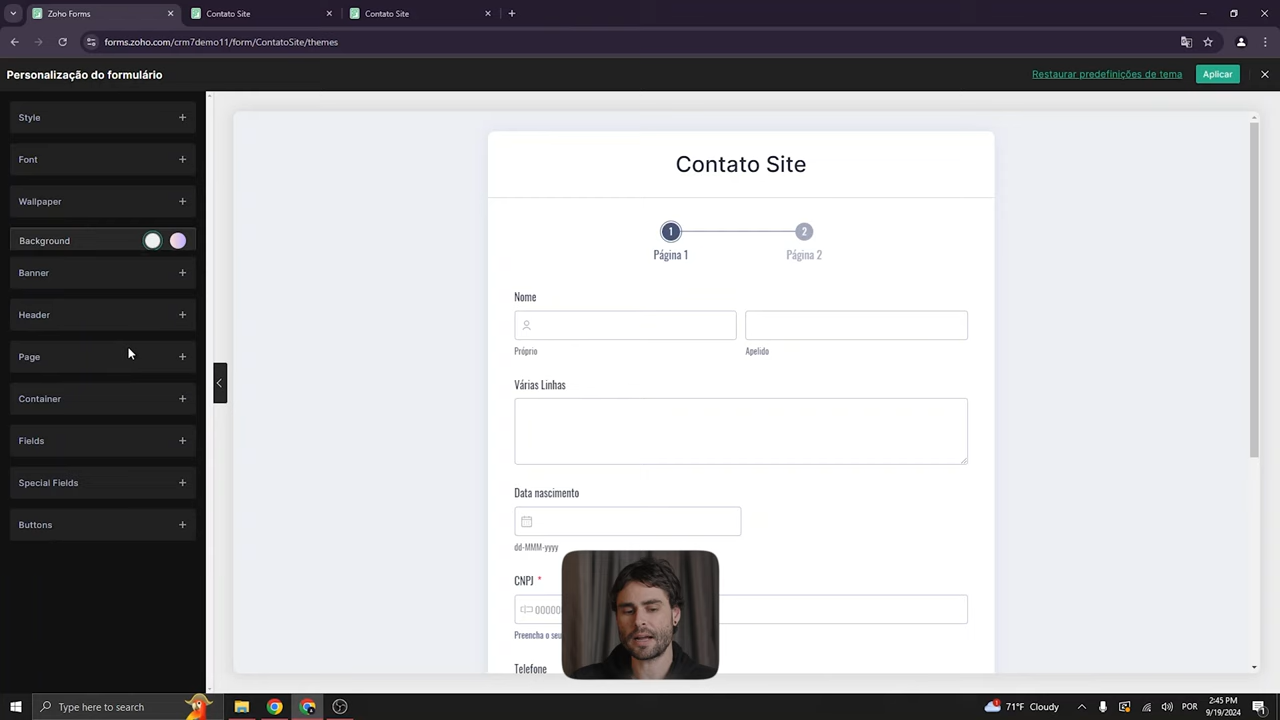 Zoho Forms
Contato Site
Contato Site
forms.zoho.com/crm7demo11/form/ContatoSite/themes
Personalização do formulário
Restaurar predefinições de tema
Aplicar
Style
Font
Wallpaper
Background
Banner
Header
Page
Container
Fields
Special Fields
Buttons
Contato Site
1
2
Página 1
Página 2
Nome
Próprio
Apelido
Várias Linhas
Data nascimento
dd-MMM-yyyy
CNPJ *
00000
Preencha o seu
Telefone
Type here to search
71°F Cloudy
POR
2:45 PM
9/19/2024